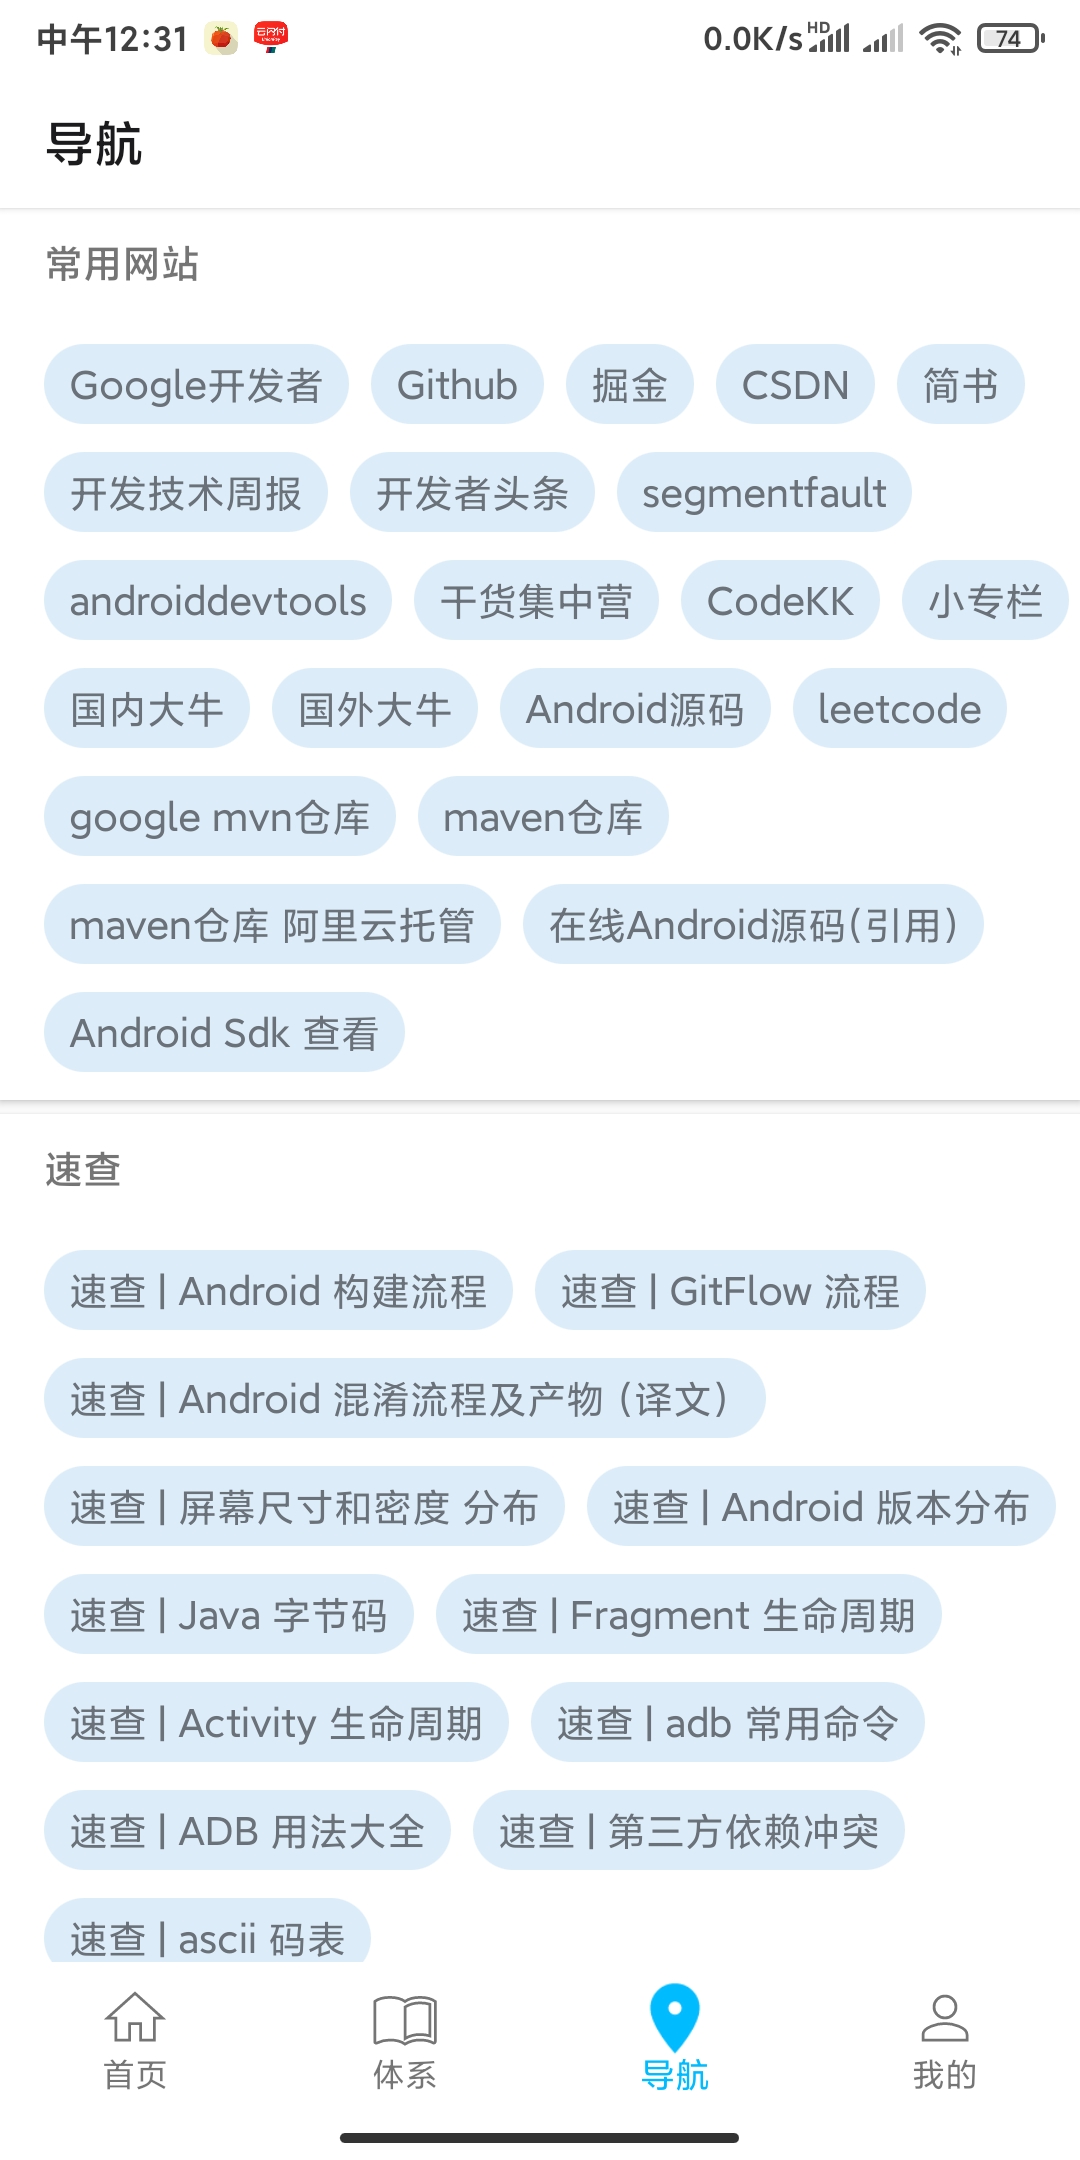 中午12:31 云闪付 0.0K/s HD 74
导航
常用网站
Google开发者 Github 掘金 CSDN 简书
开发技术周报 开发者头条 segmentfault
androiddevtools 干货集中营 CodeKK 小专栏
国内大牛 国外大牛 Android源码 leetcode
google mvn仓库 maven仓库
maven仓库 阿里云托管 在线Android源码(引用)
Android Sdk 查看
速查
速查 | Android 构建流程 速查 | GitFlow 流程
速查 | Android 混淆流程及产物（译文）
速查 | 屏幕尺寸和密度 分布 速查 | Android 版本分布
速查 | Java 字节码 速查 | Fragment 生命周期
速查 | Activity 生命周期 速查 | adb 常用命令
速查 | ADB 用法大全 速查 | 第三方依赖冲突
速查 | ascii 码表
首页 体系 导航 我的